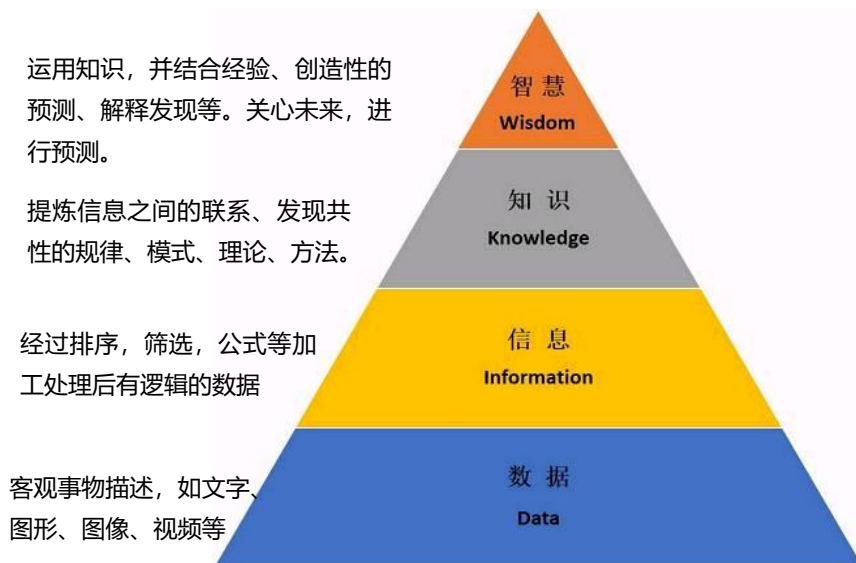 运用知识，并结合经验、创造性的
预测、解释发现等。关心未来，进
行预测。
智 慧
Wisdom
提炼信息之间的联系、发现共
性的规律、模式、理论、方法。
知 识
Knowledge
经过排序，筛选，公式等加
工处理后有逻辑的数据
信 息
Information
客观事物描述，如文字、
图形、图像、视频等
数 据
Data